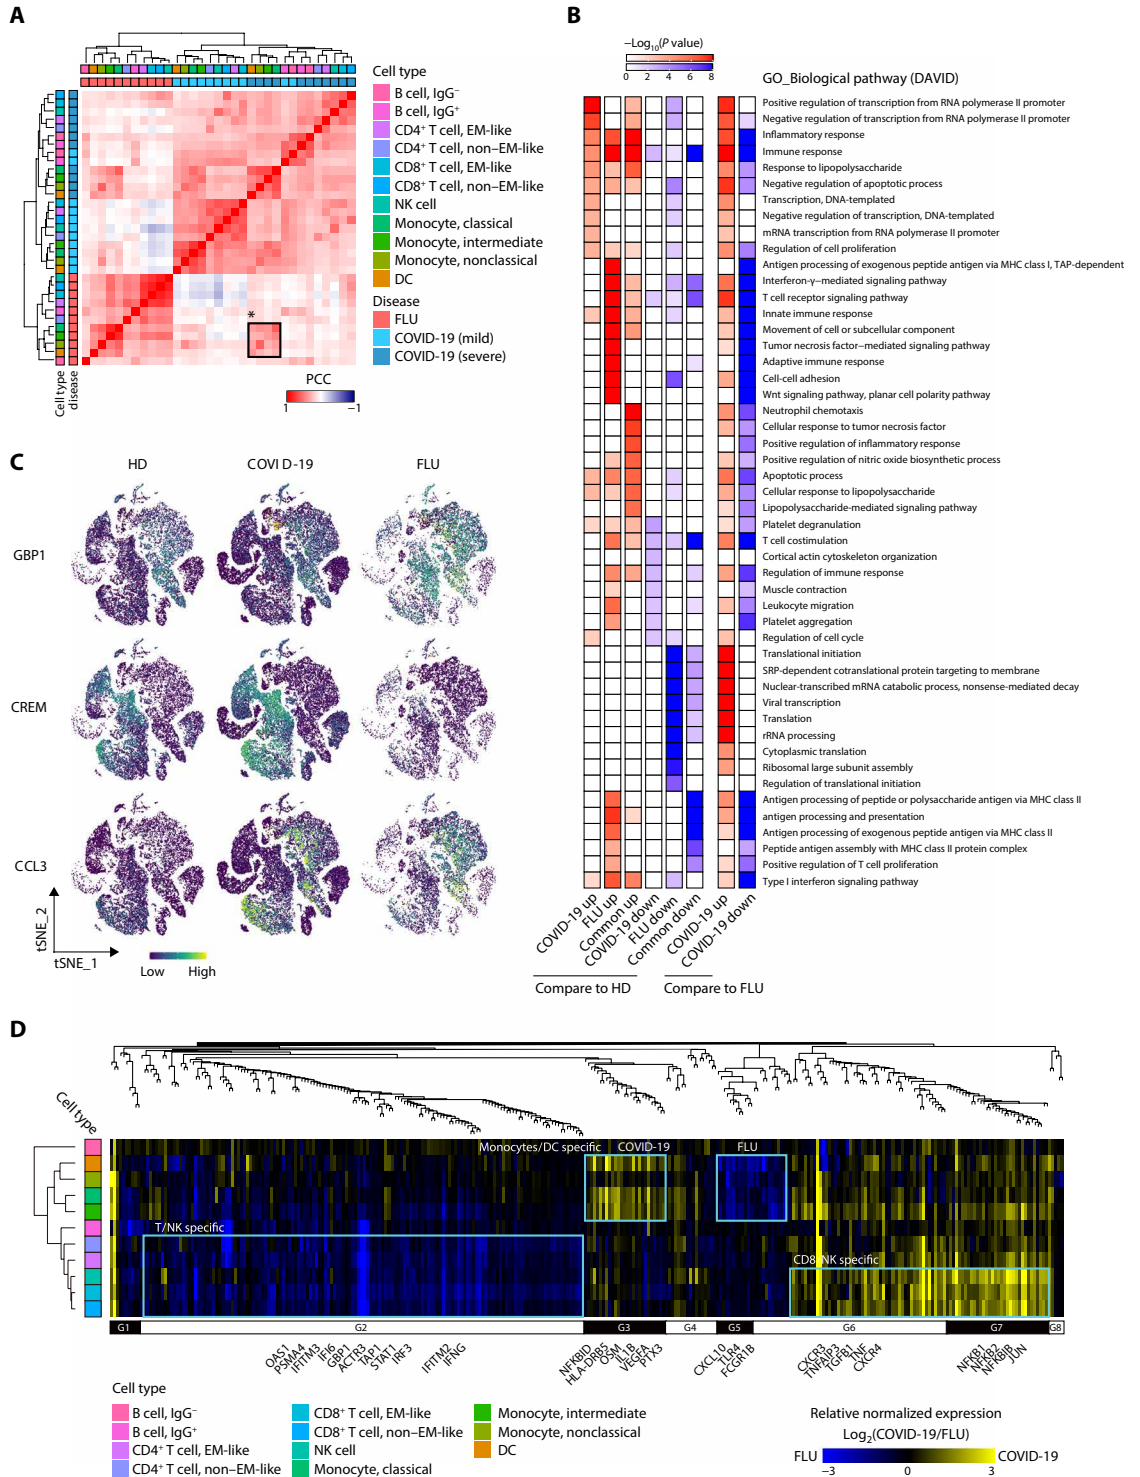 A
Cell type
B cell, IgG⁻
B cell, IgG⁺
CD4⁺ T cell, EM-like
CD4⁺ T cell, non–EM-like
CD8⁺ T cell, EM-like
CD8⁺ T cell, non–EM-like
NK cell
Monocyte, classical
Monocyte, intermediate
Monocyte, nonclassical
DC
Disease
FLU
COVID-19 (mild)
COVID-19 (severe)
*
Cell type
disease
PCC
1
−1
B
−Log₁₀(P value)
0 2 4 6 8
GO_Biological pathway (DAVID)
Positive regulation of transcription from RNA polymerase II promoter
Negative regulation of transcription from RNA polymerase II promoter
Inflammatory response
Immune response
Response to lipopolysaccharide
Negative regulation of apoptotic process
Transcription, DNA-templated
Negative regulation of transcription, DNA-templated
mRNA transcription from RNA polymerase II promoter
Regulation of cell proliferation
Antigen processing of exogenous peptide antigen via MHC class I, TAP-dependent
Interferon-γ–mediated signaling pathway
T cell receptor signaling pathway
Innate immune response
Movement of cell or subcellular component
Tumor necrosis factor–mediated signaling pathway
Adaptive immune response
Cell-cell adhesion
Wnt signaling pathway, planar cell polarity pathway
Neutrophil chemotaxis
Cellular response to tumor necrosis factor
Positive regulation of inflammatory response
Positive regulation of nitric oxide biosynthetic process
Apoptotic process
Cellular response to lipopolysaccharide
Lipopolysaccharide-mediated signaling pathway
Platelet degranulation
T cell costimulation
Cortical actin cytoskeleton organization
Regulation of immune response
Muscle contraction
Leukocyte migration
Platelet aggregation
Regulation of cell cycle
Translational initiation
SRP-dependent cotranslational protein targeting to membrane
Nuclear-transcribed mRNA catabolic process, nonsense-mediated decay
Viral transcription
Translation
rRNA processing
Cytoplasmic translation
Ribosomal large subunit assembly
Regulation of translational initiation
Antigen processing of peptide or polysaccharide antigen via MHC class II
antigen processing and presentation
Antigen processing of exogenous peptide antigen via MHC class II
Peptide antigen assembly with MHC class II protein complex
Positive regulation of T cell proliferation
Type I interferon signaling pathway
COVID-19 up
FLU up
Common up
COVID-19 down
FLU down
Common down
COVID-19 up
COVID-19 down
Compare to HD
Compare to FLU
C
HD
COVI D-19
FLU
GBP1
CREM
CCL3
tSNE_2
tSNE_1
Low High
D
Cell type
Monocytes/DC specific
COVID-19
FLU
T/NK specific
CD8 NK specific
G1 G2 G3 G4 G5 G6 G7 G8
OAS1
PSMA4
IFITM3
IFI6
GBP1
ACTR3
TAP1
STAT1
IRF3
IFITM2
IFNG
NFKBID
HLA-DRB5
OSM
IL1B
VEGFA
PTX3
CXCL10
TLR4
FCGR1B
CXCR3
TNFAIP3
TGFB1
TNF
CXCR4
NFKB1
NFKB2
NFKBIB
JUN
Cell type
B cell, IgG⁻
B cell, IgG⁺
CD4⁺ T cell, EM-like
CD4⁺ T cell, non–EM-like
CD8⁺ T cell, EM-like
CD8⁺ T cell, non–EM-like
NK cell
Monocyte, classical
Monocyte, intermediate
Monocyte, nonclassical
DC
Relative normalized expression
Log₂(COVID-19/FLU)
FLU
COVID-19
−3 0 3